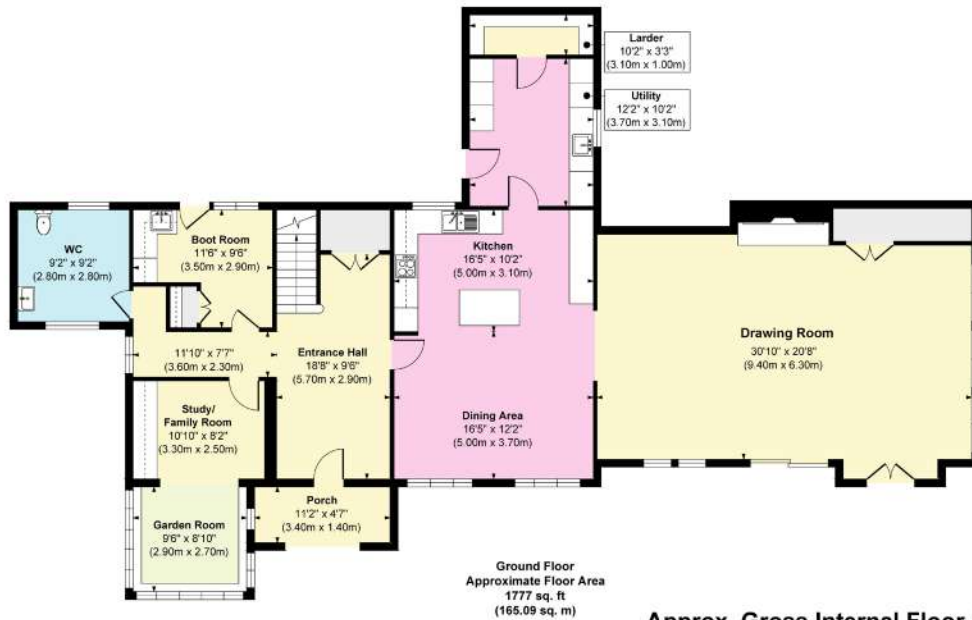 Larder
10'2" x 3'3"
(3.10m x 1.00m)
Utility
12'2" x 10'2"
(3.70m x 3.10m)
WC
9'2" x 9'2"
(2.80m x 2.80m)
Boot Room
11'6" x 9'6"
(3.50m x 2.90m)
Kitchen
16'5" x 10'2"
(5.00m x 3.10m)
11'10" x 7'7"
(3.60m x 2.30m)
Entrance Hall
18'8" x 9'6"
(5.70m x 2.90m)
Drawing Room
30'10" x 20'8"
(9.40m x 6.30m)
Study/
Family Room
10'10" x 8'2"
(3.30m x 2.50m)
Dining Area
16'5" x 12'2"
(5.00m x 3.70m)
Garden Room
9'6" x 8'10"
(2.90m x 2.70m)
Porch
11'2" x 4'7"
(3.40m x 1.40m)
Ground Floor
Approximate Floor Area
1777 sq. ft
(165.09 sq. m)
Approx. Gross Internal Floor